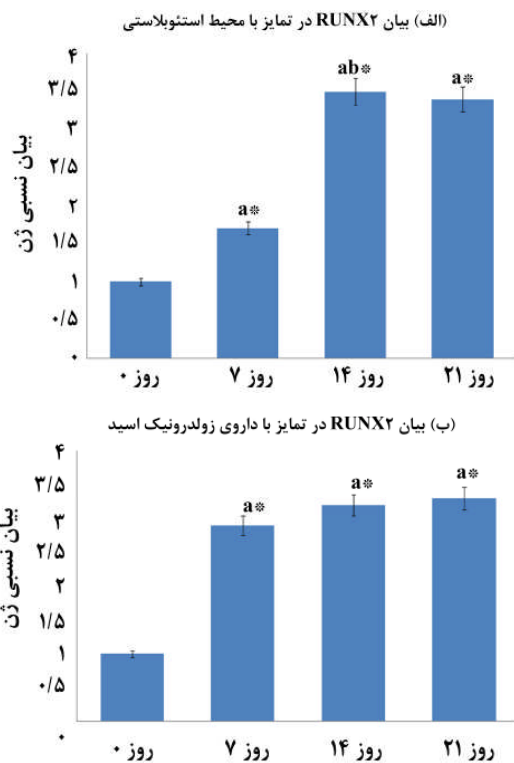 (الف) بیان RUNX۲ در تمایز با محیط استئوبلاستی
۴
۳/۵
۳
۲/۵
۲
۱/۵
۱
۰/۵
۰
بیان نسبی ژن
a*
ab*
a*
روز ۰
روز ۷
روز ۱۴
روز ۲۱
(ب) بیان RUNX۲ در تمایز با داروی زولدرونیک اسید
۴
۳/۵
۳
۲/۵
۲
۱/۵
۱
۰/۵
۰
بیان نسبی ژن
a*
a*
a*
روز ۰
روز ۷
روز ۱۴
روز ۲۱